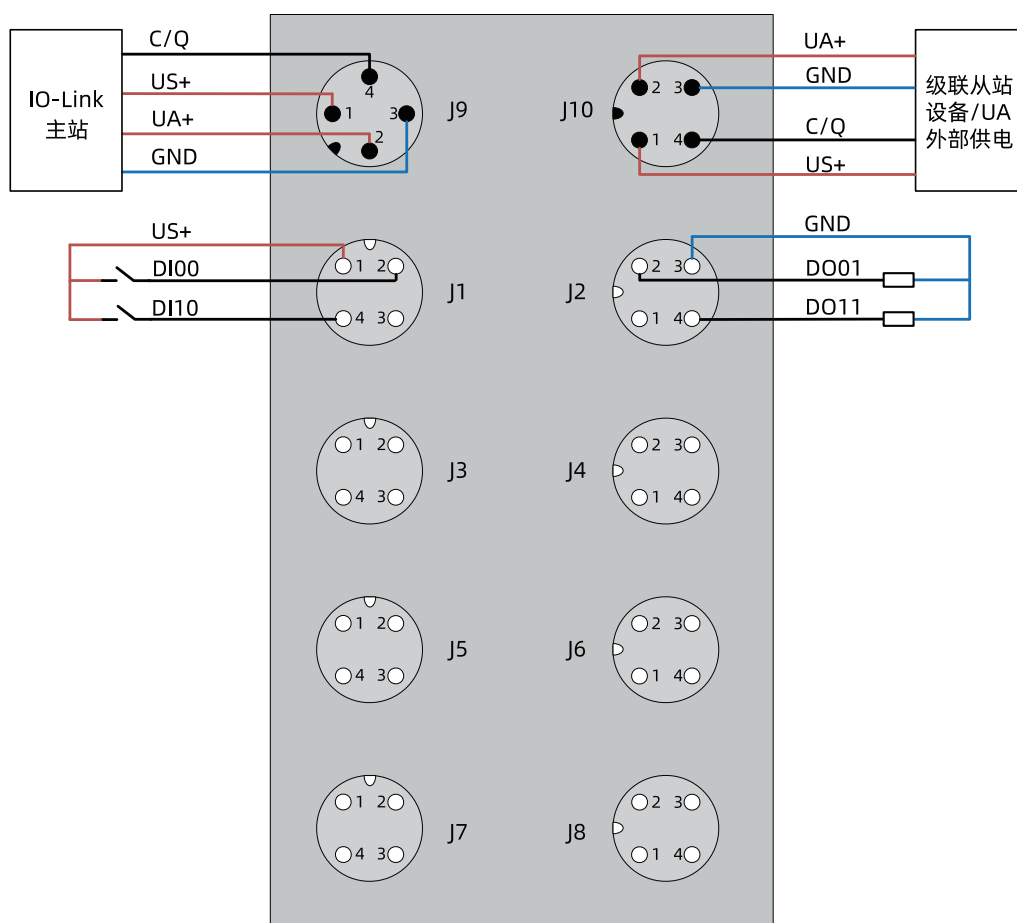 C/Q
US+
UA+
GND
IO-Link
主站
4
1
3
2
J9
J10
2
3
1
4
UA+
GND
C/Q
US+
级联从站
设备/UA
外部供电
US+
DI00
DI10
1
2
4
3
J1
J2
2
3
1
4
GND
DO01
DO11
1
2
4
3
J3
J4
2
3
1
4
1
2
4
3
J5
J6
2
3
1
4
1
2
4
3
J7
J8
2
3
1
4